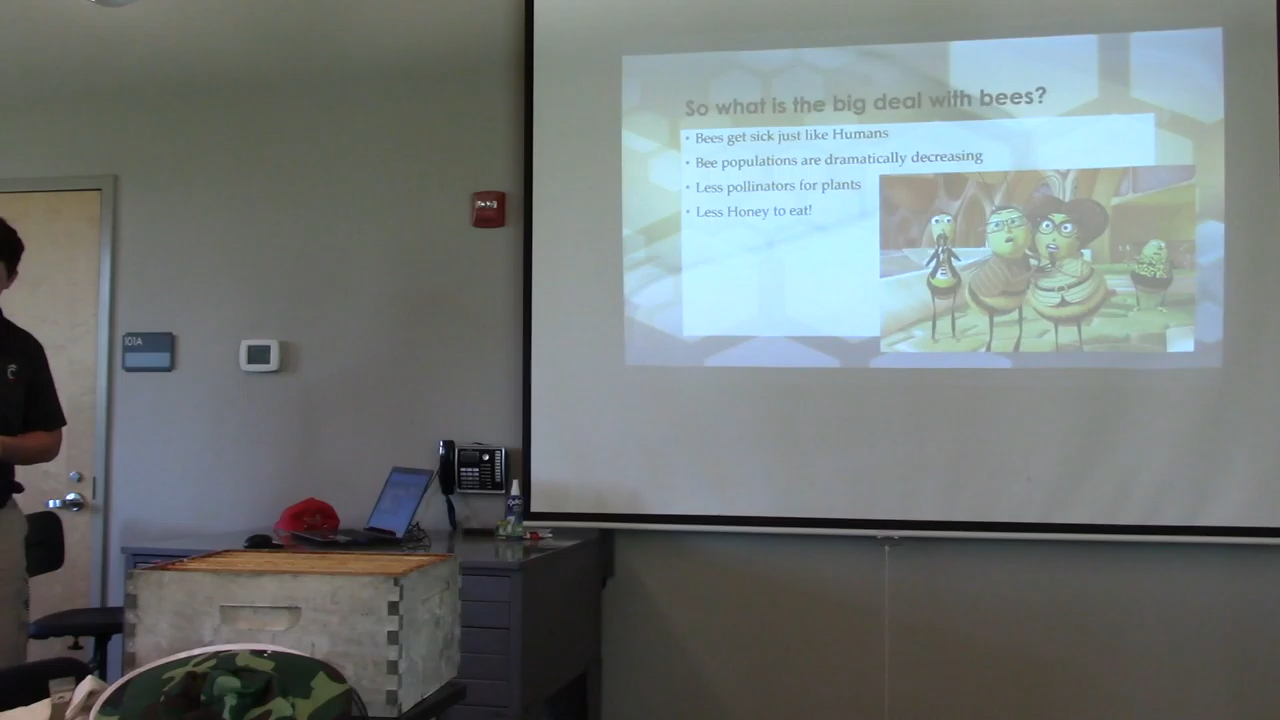 So what is the big deal with bees?
• Bees get sick just like Humans
• Bee populations are dramatically decreasing
• Less pollinators for plants
• Less Honey to eat!
101A